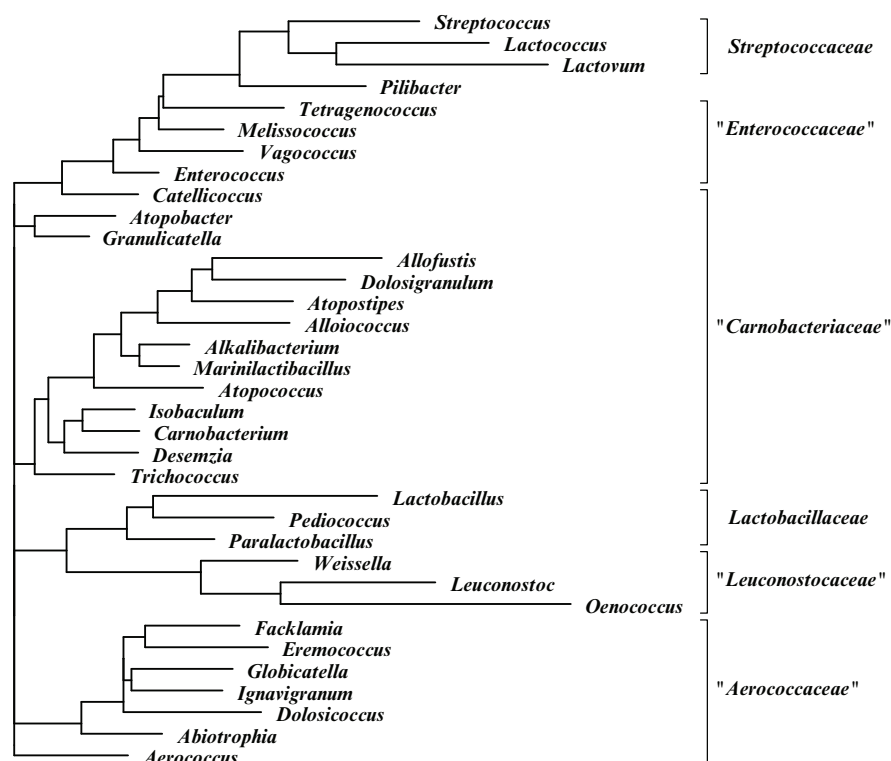 Streptococcus
Lactococcus
Streptococcaceae
Lactovum
Pilibacter
Tetragenococcus
Melissococcus
"Enterococcaceae"
Vagococcus
Enterococcus
Catellicoccus
Atopobacter
Granulicatella
Allofustis
Dolosigranulum
Atopostipes
Alloiococcus
"Carnobacteriaceae"
Alkalibacterium
Marinilactibacillus
Atopococcus
Isobaculum
Carnobacterium
Desemzia
Trichococcus
Lactobacillus
Pediococcus
Lactobacillaceae
Paralactobacillus
Weissella
Leuconostoc
"Leuconostocaceae"
Oenococcus
Facklamia
Eremococcus
Globicatella
Ignavigranum
"Aerococcaceae"
Dolosicoccus
Abiotrophia
Aerococcus